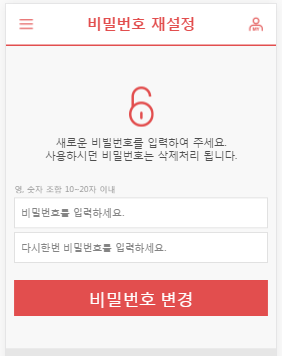 비밀번호 재설정
새로운 비밀번호를 입력하여 주세요.
사용하시던 비밀번호는 삭제처리 됩니다.
영, 숫자 조합 10~20자 이내
비밀번호를 입력하세요.
다시한번 비밀번호를 입력하세요.
비밀번호 변경